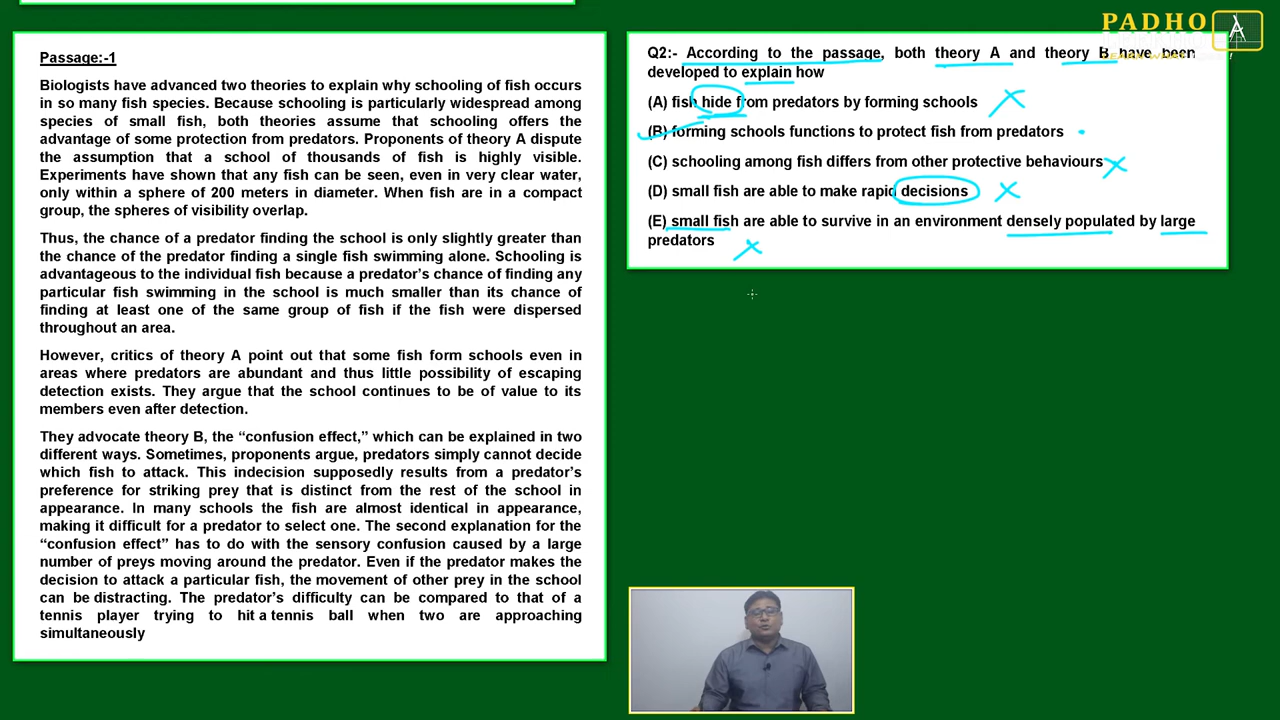 PADHO
Passage:-1
Biologists have advanced two theories to explain why schooling of fish occurs
in so many fish species. Because schooling is particularly widespread among
species of small fish, both theories assume that schooling offers the
advantage of some protection from predators. Proponents of theory A dispute
the assumption that a school of thousands of fish is highly visible.
Experiments have shown that any fish can be seen, even in very clear water,
only within a sphere of 200 meters in diameter. When fish are in a compact
group, the spheres of visibility overlap.
Thus, the chance of a predator finding the school is only slightly greater than
the chance of the predator finding a single fish swimming alone. Schooling is
advantageous to the individual fish because a predator's chance of finding any
particular fish swimming in the school is much smaller than its chance of
finding at least one of the same group of fish if the fish were dispersed
throughout an area.
However, critics of theory A point out that some fish form schools even in
areas where predators are abundant and thus little possibility of escaping
detection exists. They argue that the school continues to be of value to its
members even after detection.
They advocate theory B, the “confusion effect,” which can be explained in two
different ways. Sometimes, proponents argue, predators simply cannot decide
which fish to attack. This indecision supposedly results from a predator's
preference for striking prey that is distinct from the rest of the school in
appearance. In many schools the fish are almost identical in appearance,
making it difficult for a predator to select one. The second explanation for the
“confusion effect” has to do with the sensory confusion caused by a large
number of preys moving around the predator. Even if the predator makes the
decision to attack a particular fish, the movement of other prey in the school
can be distracting. The predator's difficulty can be compared to that of a
tennis player trying to hit a tennis ball when two are approaching
simultaneously
Q2:- According to the passage, both theory A and theory B have been
developed to explain how
(A) fish hide from predators by forming schools
(B) forming schools functions to protect fish from predators
(C) schooling among fish differs from other protective behaviours
(D) small fish are able to make rapid decisions
(E) small fish are able to survive in an environment densely populated by large
predators